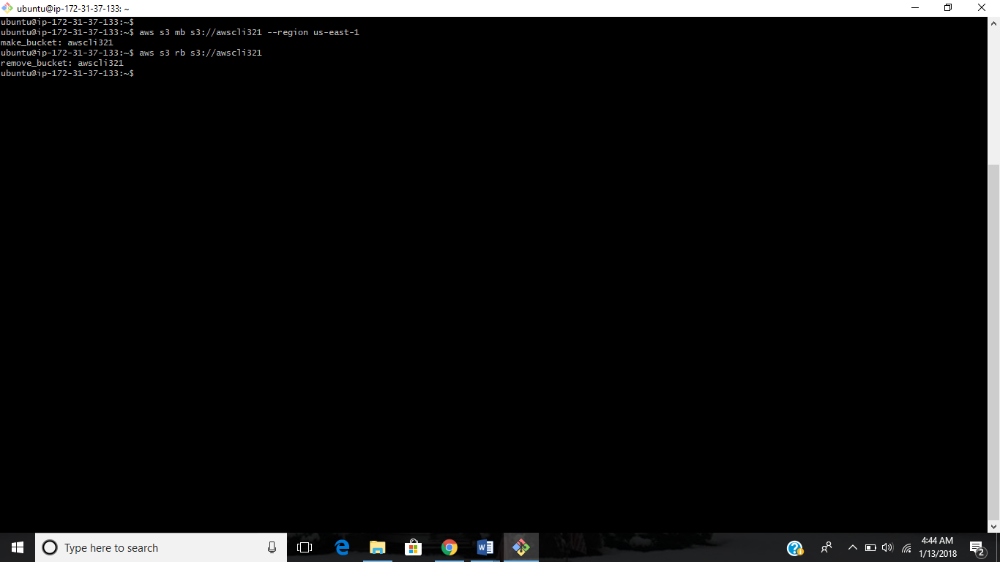 ubuntu@ip-172-31-37-133: ~
ubuntu@ip-172-31-37-133:~$
ubuntu@ip-172-31-37-133:~$ aws s3 mb s3://awscli321 --region us-east-1
make_bucket: awscli321
ubuntu@ip-172-31-37-133:~$ aws s3 rb s3://awscli321
remove_bucket: awscli321
ubuntu@ip-172-31-37-133:~$
Type here to search
4:44 AM
1/13/2018
2